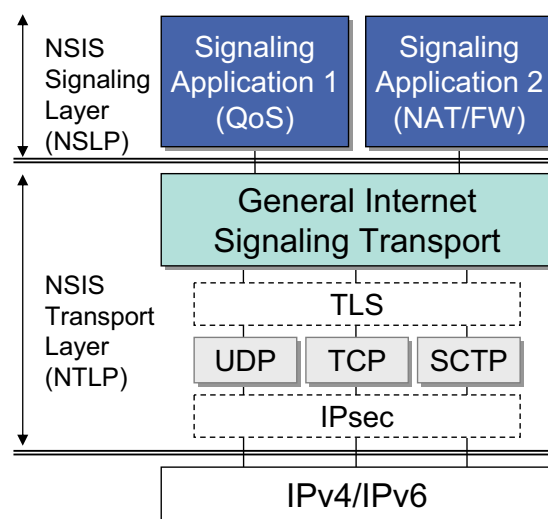 NSIS
Signaling
Layer
(NSLP)
Signaling
Application 1
(QoS)
Signaling
Application 2
(NAT/FW)
NSIS
Transport
Layer
(NTLP)
General Internet
Signaling Transport
TLS
UDP
TCP
SCTP
IPsec
IPv4/IPv6